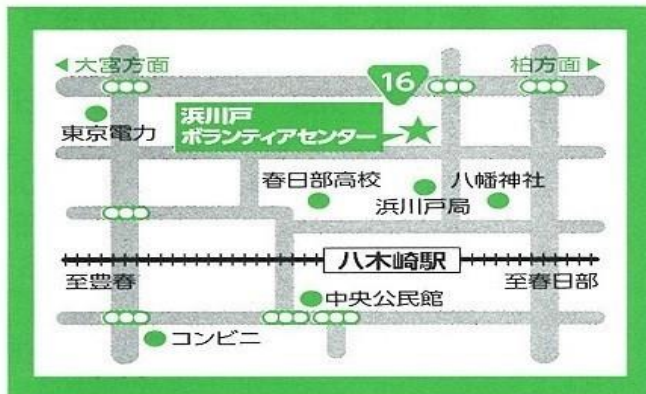 ◀大宮方面
柏方面▶
16
浜川戸
ボランティアセンター
東京電力
春日部高校
八幡神社
浜川戸局
八木崎駅
至豊春
至春日部
中央公民館
コンビニ